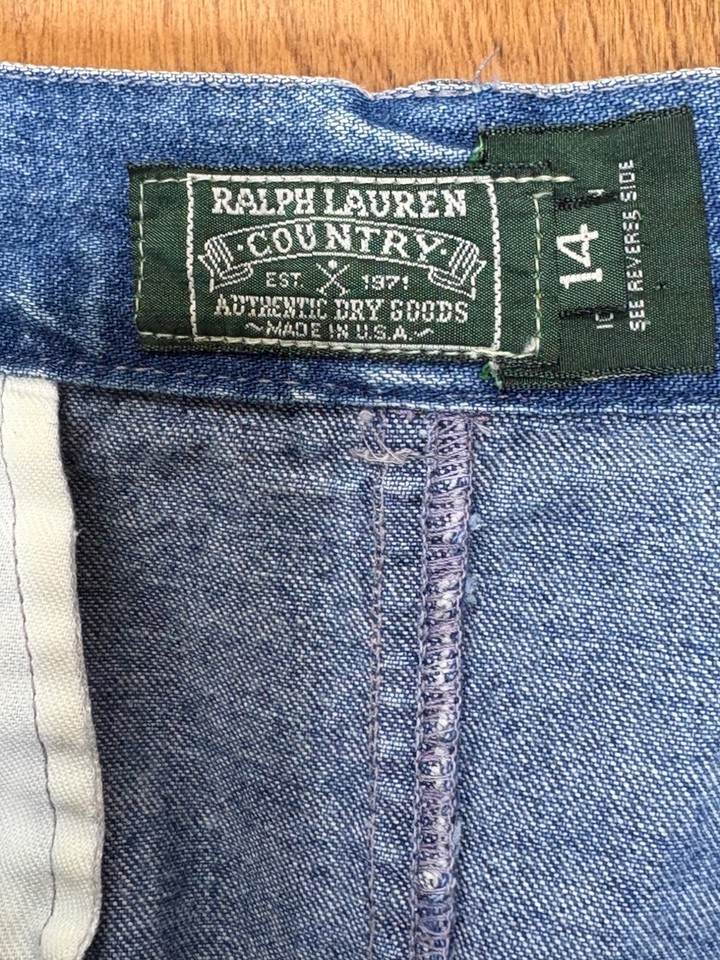 RALPH LAUREN
·COUNTRY·
EST. 1971
AUTHENTIC DRY GOODS
~MADE IN U.S.A.~
14
SEE REVERSE SIDE